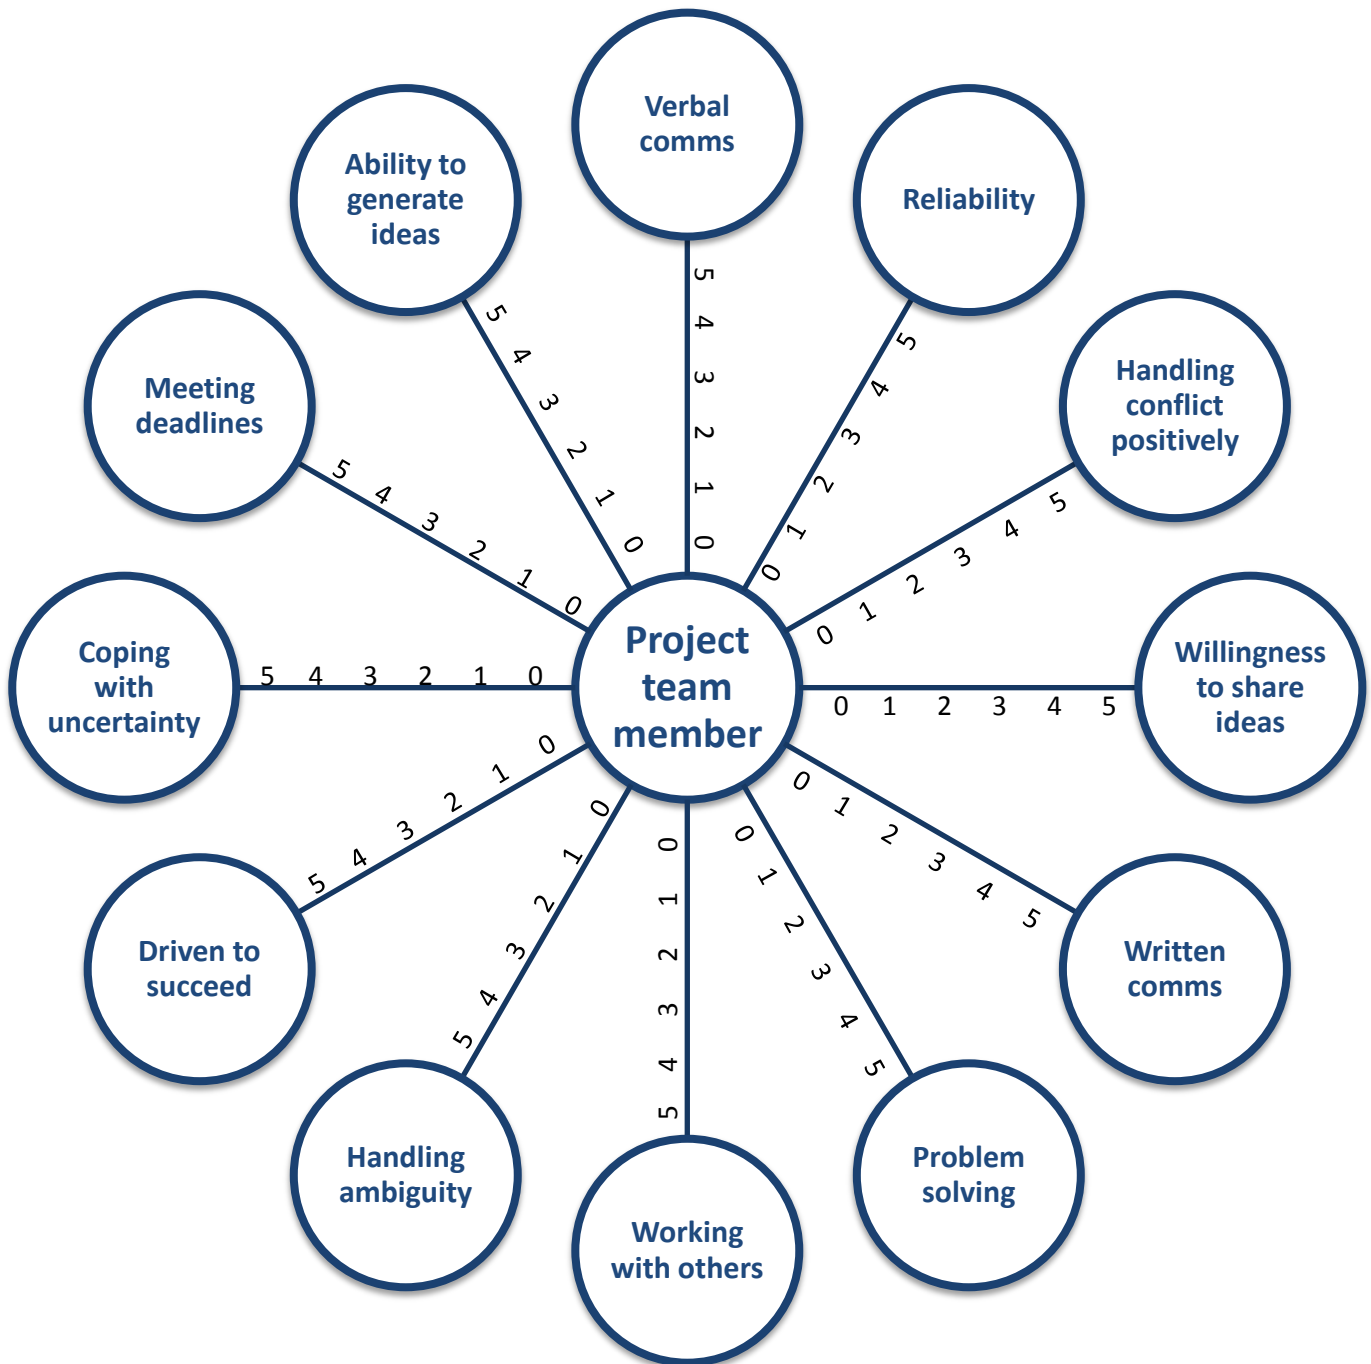 Verbal
comms
Ability to
generate
ideas
Reliability
Meeting
deadlines
Handling
conflict
positively
5 4 3 2 1 0
5 4 3 2 1 0
0 1 2 3 4 5
5 4 3 2 1 0
0 1 2 3 4 5
Coping
with
uncertainty
5 4 3 2 1 0
Project
team
member
0 1 2 3 4 5
Willingness
to share
ideas
5 4 3 2 1 0
0 1 2 3 4 5
5 4 3 2 1 0
0 1 2 3 4 5
0 1 2 3 4 5
Driven to
succeed
Written
comms
Handling
ambiguity
Problem
solving
Working
with others